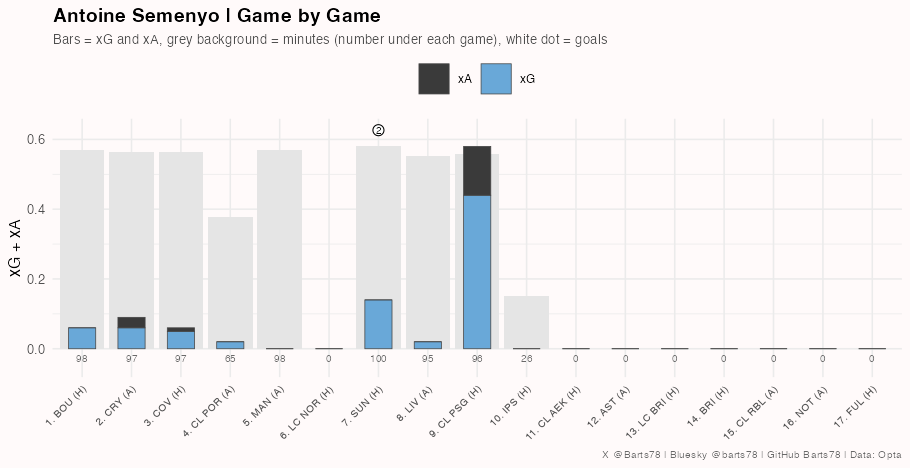 Antoine Semenyo | Game by Game
Bars = xG and xA, grey background = minutes (number under each game), white dot = goals
xA xG
xG + xA
0.6
0.4
0.2
0.0
2
98 97 97 65 98 0 100 95 96 26 0 0 0 0 0 0 0
1. BOU (H)
2. CRY (A)
3. COV (H)
4. CL POR (A)
5. MAN (A)
6. LC NOR (H)
7. SUN (H)
8. LIV (A)
9. CL PSG (H)
10. IPS (H)
11. CL AEK (H)
12. AST (A)
13. LC BRI (H)
14. BRI (H)
15. CL RBL (A)
16. NOT (A)
17. FUL (H)
X @Barts78 | Bluesky @barts78 | GitHub Barts78 | Data: Opta